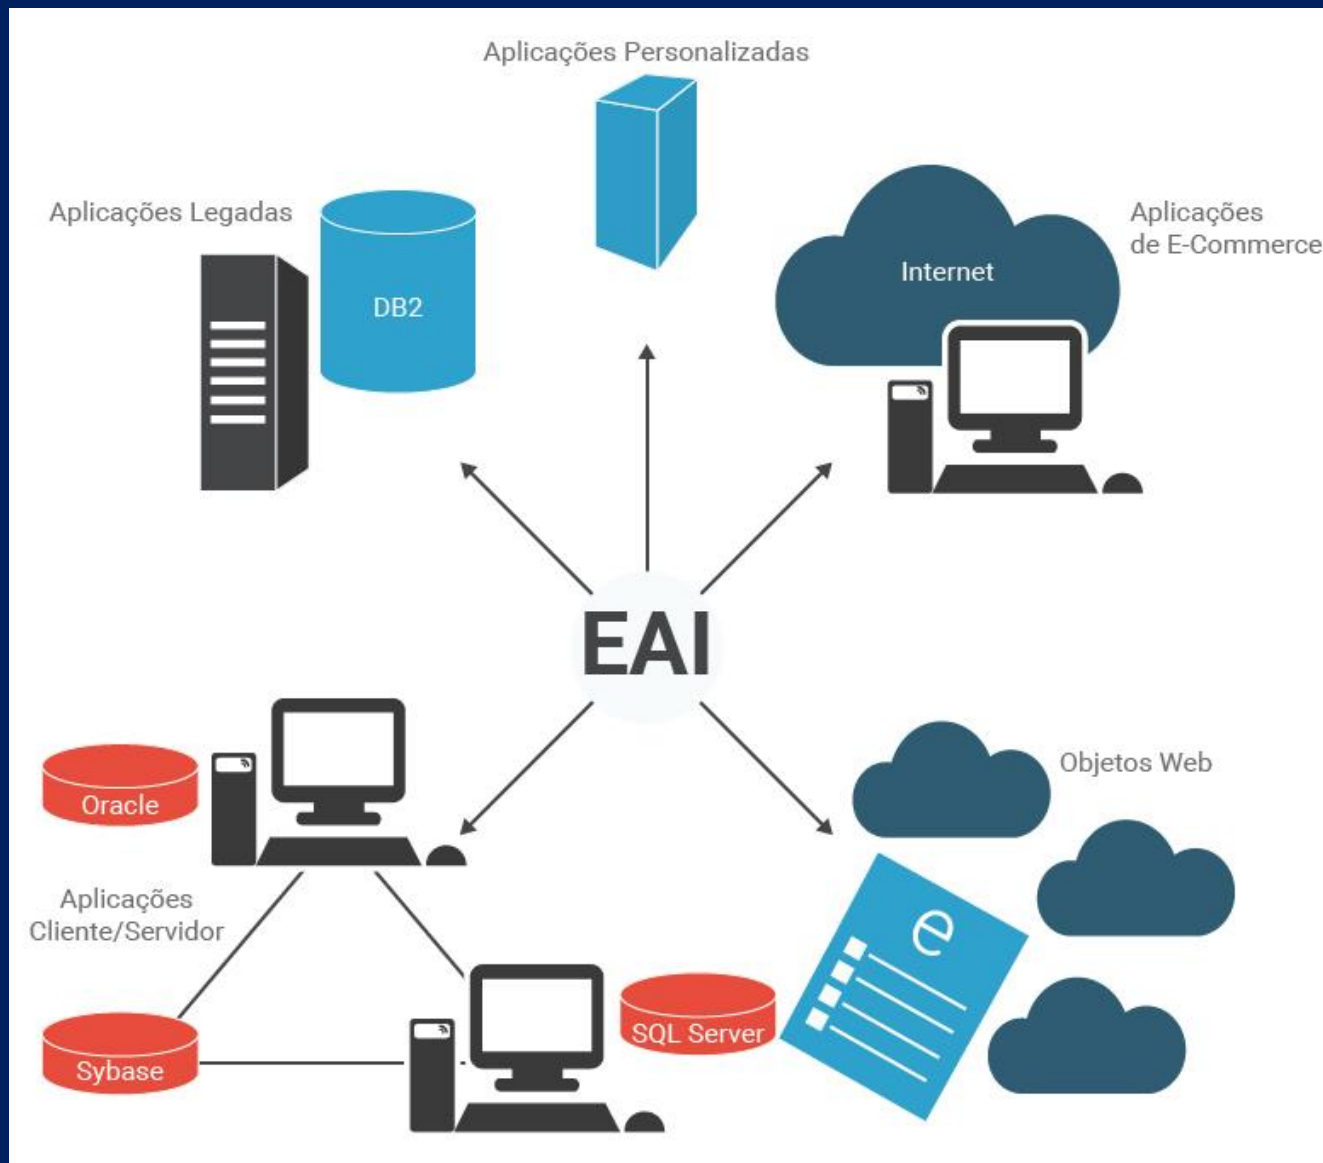 Aplicações Personalizadas
Aplicações Legadas
DB2
Internet
Aplicações
de E-Commerce
EAI
Oracle
Objetos Web
Aplicações
Cliente/Servidor
e
SQL Server
Sybase